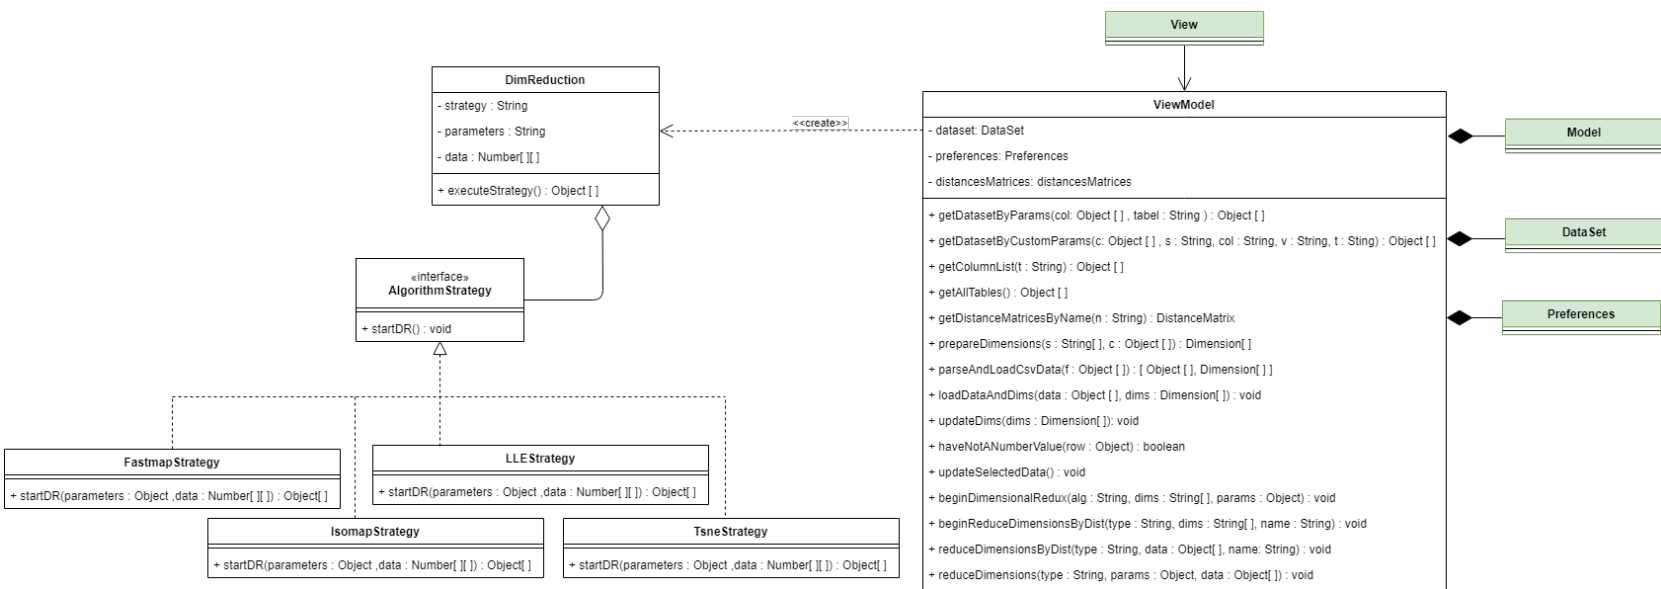 View
DimReduction
- strategy : String
- parameters : String
- data : Number[ ][ ]
+ executeStrategy() : Object [ ]
<<create>>
ViewModel
- dataset: DataSet
- preferences: Preferences
- distancesMatrices: distancesMatrices
+ getDatasetByParams(col: Object [ ] , tabel : String ) : Object [ ]
+ getDatasetByCustomParams(c: Object [ ] , s : String, col : String, v : String, t : Sting) : Object [ ]
+ getColumnList(t : String) : Object [ ]
+ getAllTables() : Object [ ]
+ getDistanceMatricesByName(n : String) : DistanceMatrix
+ prepareDimensions(s : String[ ], c : Object [ ]) : Dimension[ ]
+ parseAndLoadCsvData(f : Object [ ]) : [ Object [ ], Dimension[ ] ]
+ loadDataAndDims(data : Object [ ], dims : Dimension[ ]) : void
+ updateDims(dims : Dimension[ ]): void
+ haveNotANumberValue(row : Object) : boolean
+ updateSelectedData() : void
+ beginDimensionalRedux(alg : String, dims : String[ ], params : Object) : void
+ beginReduceDimensionsByDist(type : String, dims : String[ ], name : String) : void
+ reduceDimensionsByDist(type : String, data : Object[ ], name: String) : void
+ reduceDimensions(type : String, params : Object, data : Object[ ]) : void
Model
DataSet
Preferences
«interface»
AlgorithmStrategy
+ startDR() : void
FastmapStrategy
+ startDR(parameters : Object ,data : Number[ ][ ]) : Object[ ]
LLEStrategy
+ startDR(parameters : Object ,data : Number[ ][ ]) : Object[ ]
IsomapStrategy
+ startDR(parameters : Object ,data : Number[ ][ ]) : Object[ ]
TsneStrategy
+ startDR(parameters : Object ,data : Number[ ][ ]) : Object[ ]